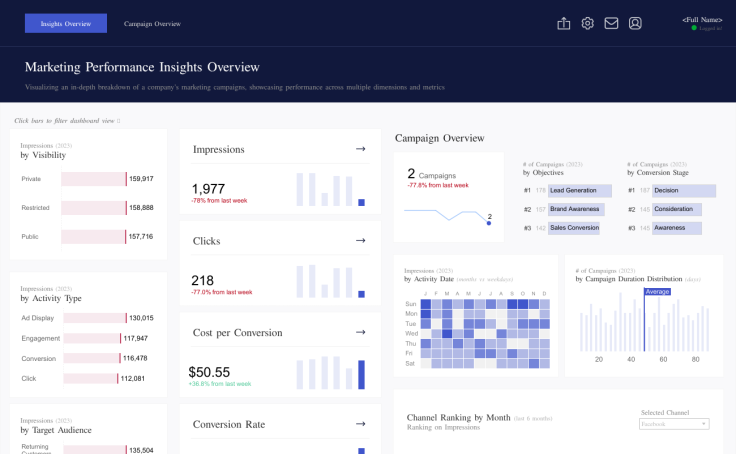 Insights Overview
Campaign Overview
<Full Name>
Logged in
Marketing Performance Insights Overview
Visualizing an in-depth breakdown of a company's marketing campaigns, showcasing performance across multiple dimensions and metrics
Click bars to filter dashboard view
Impressions (2023)
by Visibility
Private 159,917
Restricted 158,888
Public 157,716
Impressions (2023)
by Activity Type
Ad Display 130,015
Engagement 117,947
Conversion 116,478
Click 112,081
Impressions (2023)
by Target Audience
Returning
Customers
135,504
Impressions →
1,977
-78% from last week
Clicks →
218
-77.0% from last week
Cost per Conversion →
$50.55
+36.6% from last week
Conversion Rate →
Campaign Overview
2 Campaigns
-77.8% from last week
2
# of Campaigns (2023)
by Objectives
#1 178 Lead Generation
#2 157 Brand Awareness
#3 142 Sales Conversion
# of Campaigns (2023)
by Conversion Stage
#1 187 Decision
#2 145 Consideration
#3 145 Awareness
Impressions (2023)
by Activity Date (months vs weekdays)
J F M A M J J A S O N D
Sun
Mon
Tue
Wed
Thu
Fri
Sat
# of Campaigns (2023)
by Campaign Duration Distribution (days)
Average
20 40 60 80
Channel Ranking by Month (last 6 months)
Ranking on Impressions
Selected Channel
Facebook